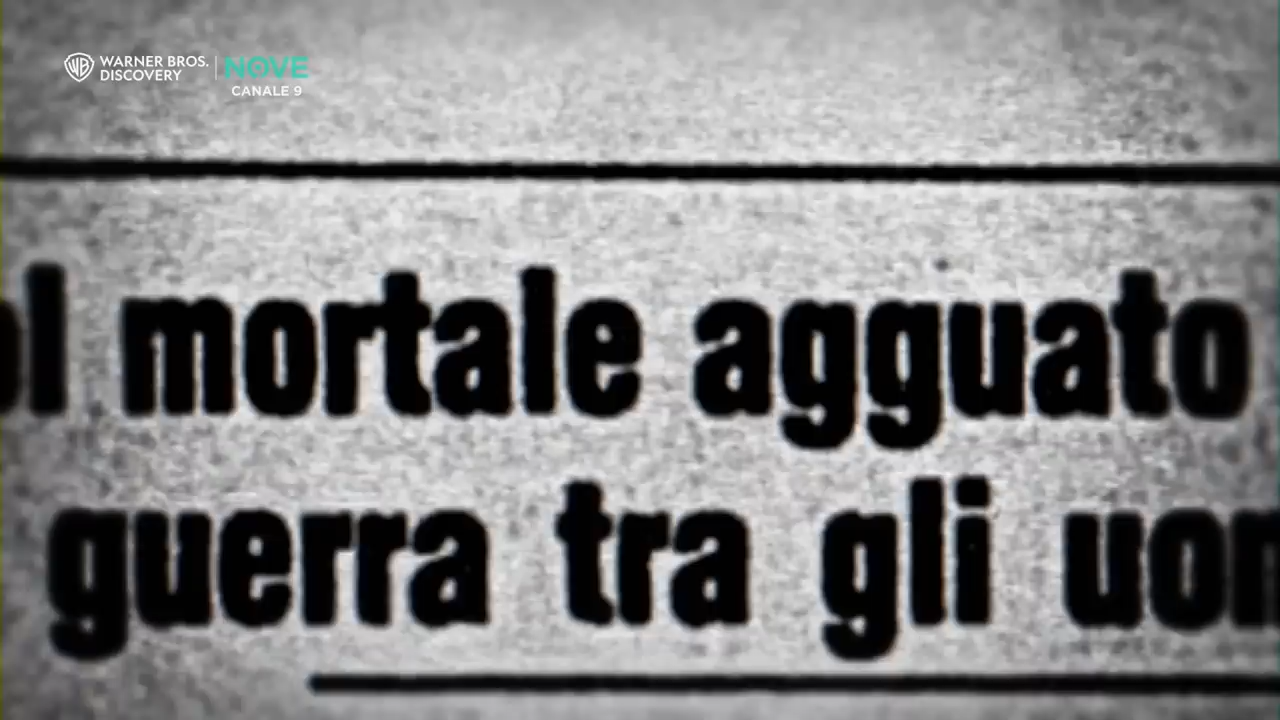 WARNER BROS.
DISCOVERY
NOVE
CANALE 9
mortale agguato
guerra tra gli